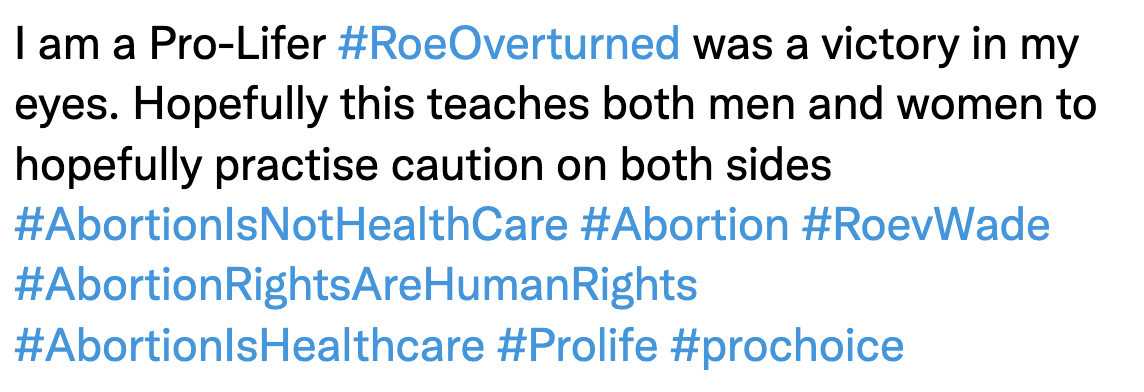 I am a Pro-Lifer #RoeOverturned was a victory in my
eyes. Hopefully this teaches both men and women to
hopefully practise caution on both sides
#AbortionIsNotHealthCare #Abortion #RoevWade
#AbortionRightsAreHumanRights
#AbortionIsHealthcare #Prolife #prochoice